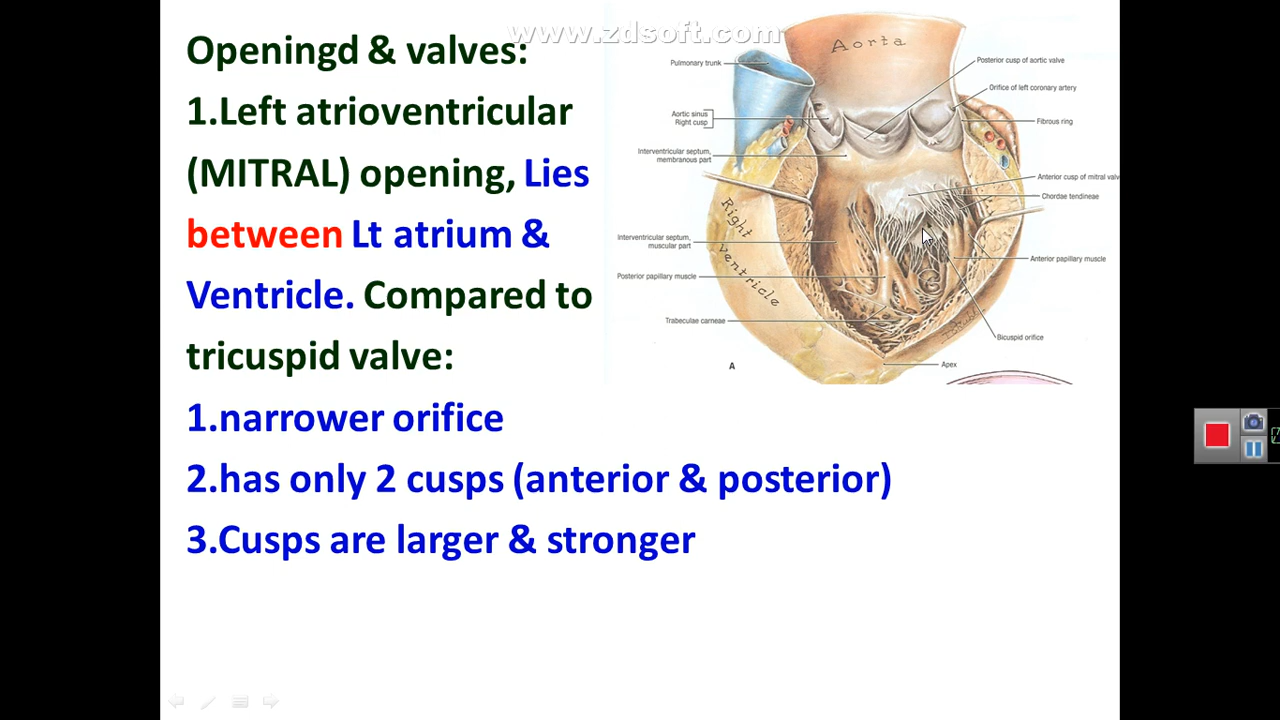 www.zdsoft.com
Openingd & valves:
1.Left atrioventricular
(MITRAL) opening, Lies
between Lt atrium &
Ventricle. Compared to
tricuspid valve:
1.narrower orifice
2.has only 2 cusps (anterior & posterior)
3.Cusps are larger & stronger
Aorta
Pulmonary trunk
Posterior cusp of aortic valve
Orifice of left coronary artery
Aortic sinus
Right cusp
Fibrous ring
Interventricular septum,
membranous part
Anterior cusp of mitral valv
Chordae tendineae
Right
ventricle
Interventricular septum,
muscular part
Anterior papillary muscle
Posterior papillary muscle
Trabeculae carneae
Bicuspid orifice
Apex
A